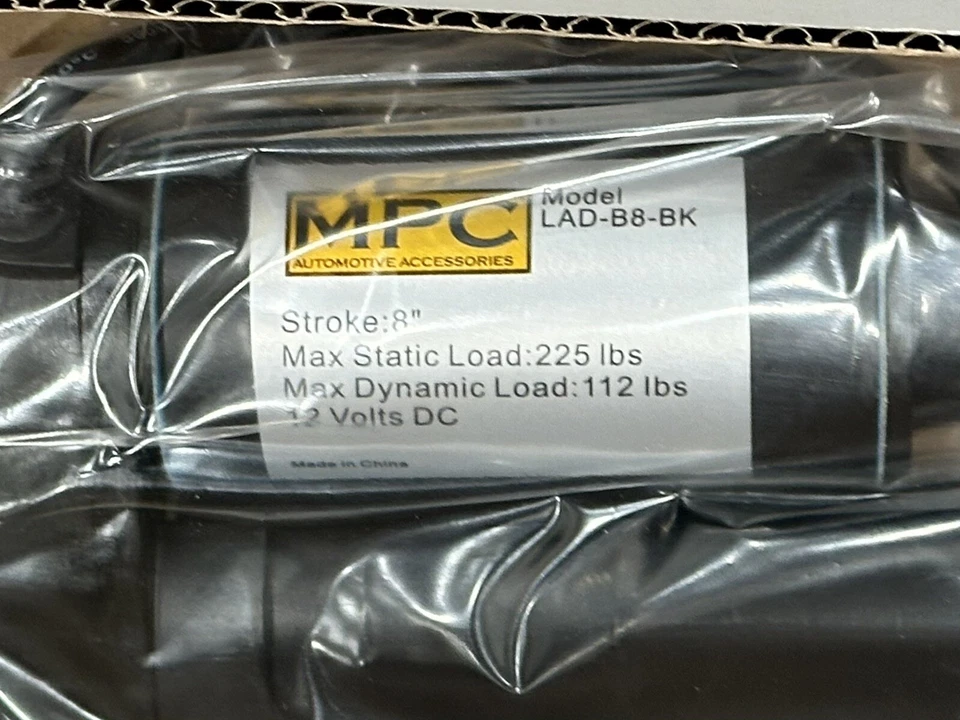 MPC
AUTOMOTIVE ACCESSORIES
Model
LAD-B8-BK
Stroke:8"
Max Static Load:225 lbs
Max Dynamic Load:112 lbs
12 Volts DC
Made in China